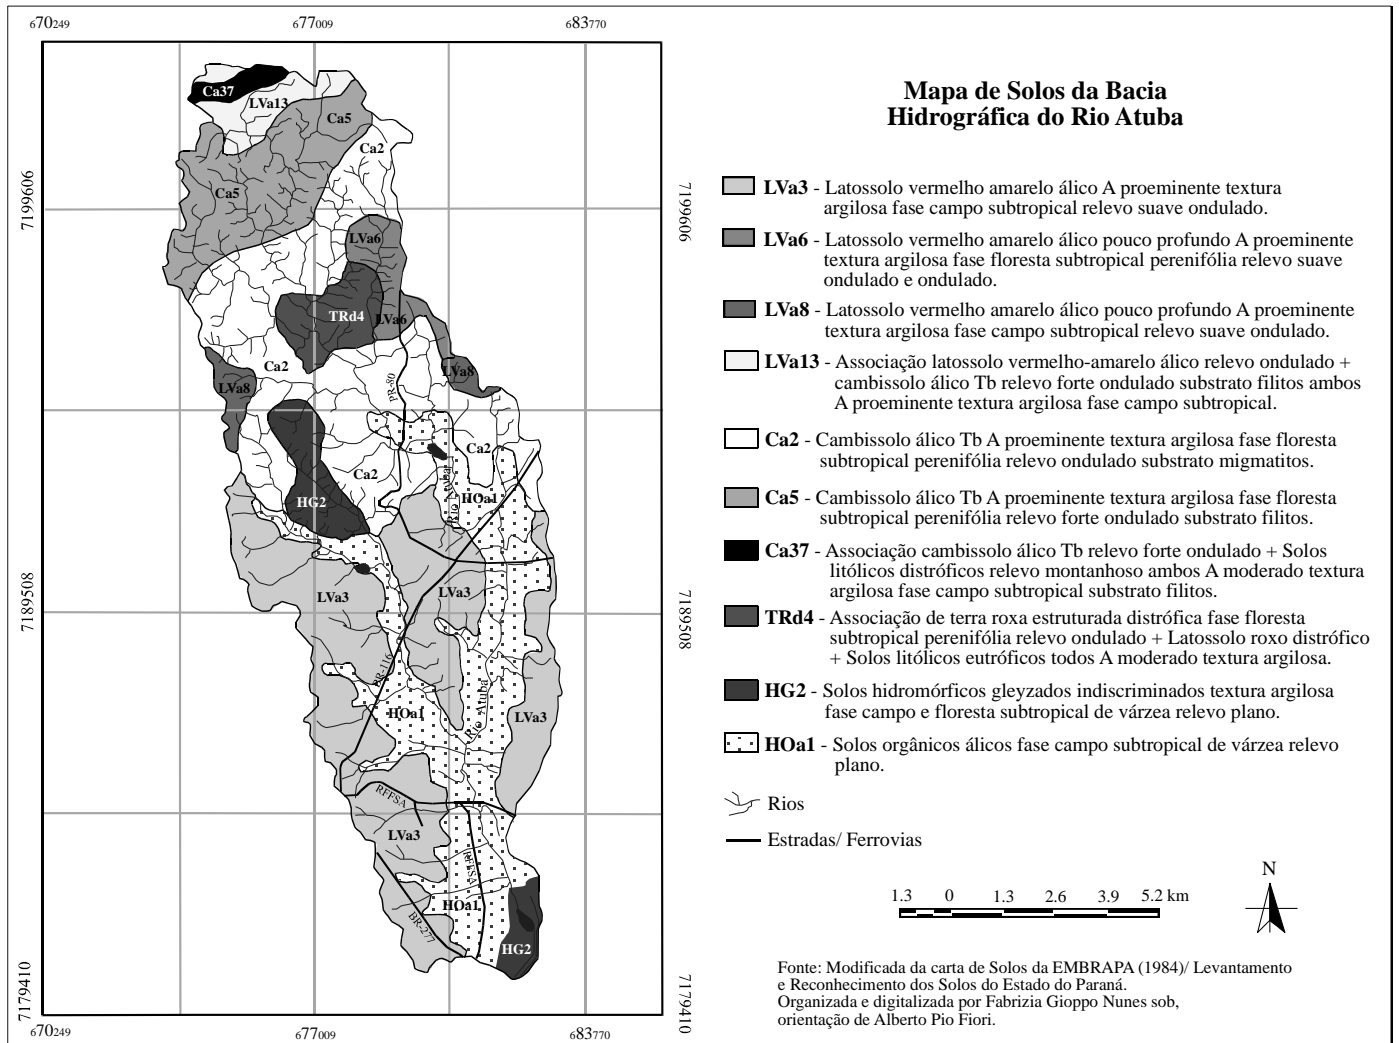 670249 677009 683770
Mapa de Solos da Bacia
Hidrográfica do Rio Atuba
7199606
7189508
7179410
7199606
7189508
7179410
670249 677009 683770
Ca37
LVa13
Ca5
Ca2
Ca5
LVa6
TRd4
LVa6
Ca2
LVa8
LVa8
PR-80
Ca2
Ca2
HG2
HOa1
Rio Atuba
LVa3
LVa3
BR-116
HOa1
Rio Atuba
LVa3
RFFSA
LVa3
RFFSA
HOa1
BR-277
HG2
LVa3 - Latossolo vermelho amarelo álico A proeminente textura
argilosa fase campo subtropical relevo suave ondulado.
LVa6 - Latossolo vermelho amarelo álico pouco profundo A proeminente
textura argilosa fase floresta subtropical perenifólia relevo suave
ondulado e ondulado.
LVa8 - Latossolo vermelho amarelo álico pouco profundo A proeminente
textura argilosa fase campo subtropical relevo suave ondulado.
LVa13 - Associação latossolo vermelho-amarelo álico relevo ondulado +
cambissolo álico Tb relevo forte ondulado substrato filitos ambos
A proeminente textura argilosa fase campo subtropical.
Ca2 - Cambissolo álico Tb A proeminente textura argilosa fase floresta
subtropical perenifólia relevo ondulado substrato migmatitos.
Ca5 - Cambissolo álico Tb A proeminente textura argilosa fase floresta
subtropical perenifólia relevo forte ondulado substrato filitos.
Ca37 - Associação cambissolo álico Tb relevo forte ondulado + Solos
litólicos distróficos relevo montanhoso ambos A moderado textura
argilosa fase campo subtropical substrato filitos.
TRd4 - Associação de terra roxa estruturada distrófica fase floresta
subtropical perenifólia relevo ondulado + Latossolo roxo distrófico
+ Solos litólicos eutróficos todos A moderado textura argilosa.
HG2 - Solos hidromórficos gleyzados indiscriminados textura argilosa
fase campo e floresta subtropical de várzea relevo plano.
HOa1 - Solos orgânicos álicos fase campo subtropical de várzea relevo
plano.
Rios
Estradas/ Ferrovias
1.3 0 1.3 2.6 3.9 5.2 km
N
Fonte: Modificada da carta de Solos da EMBRAPA (1984)/ Levantamento
e Reconhecimento dos Solos do Estado do Paraná.
Organizada e digitalizada por Fabrizia Gioppo Nunes sob,
orientação de Alberto Pio Fiori.